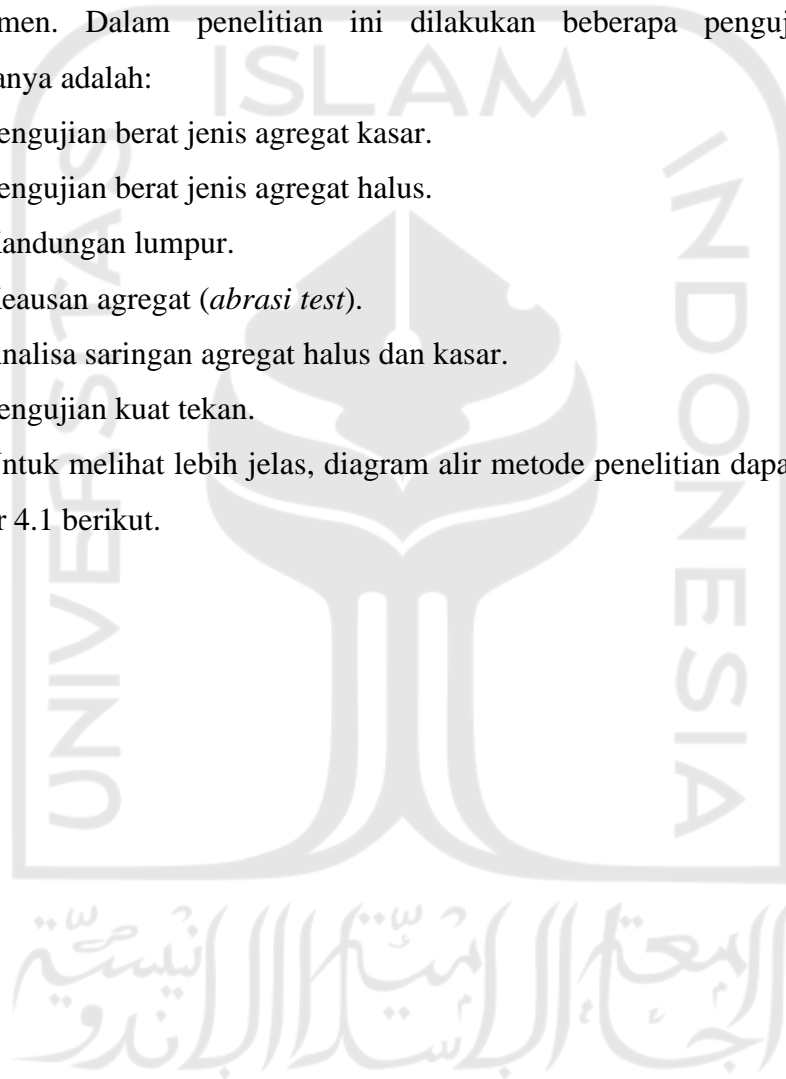 men. Dalam penelitian ini dilakukan beberapa penguj
anya adalah:
engujian berat jenis agregat kasar.
engujian berat jenis agregat halus.
andungan lumpur.
eausan agregat (abrasi test).
nalisa saringan agregat halus dan kasar.
engujian kuat tekan.
ntuk melihat lebih jelas, diagram alir metode penelitian dapa
r 4.1 berikut.
ISLAM
UNIVERSITAS
INDONESIA